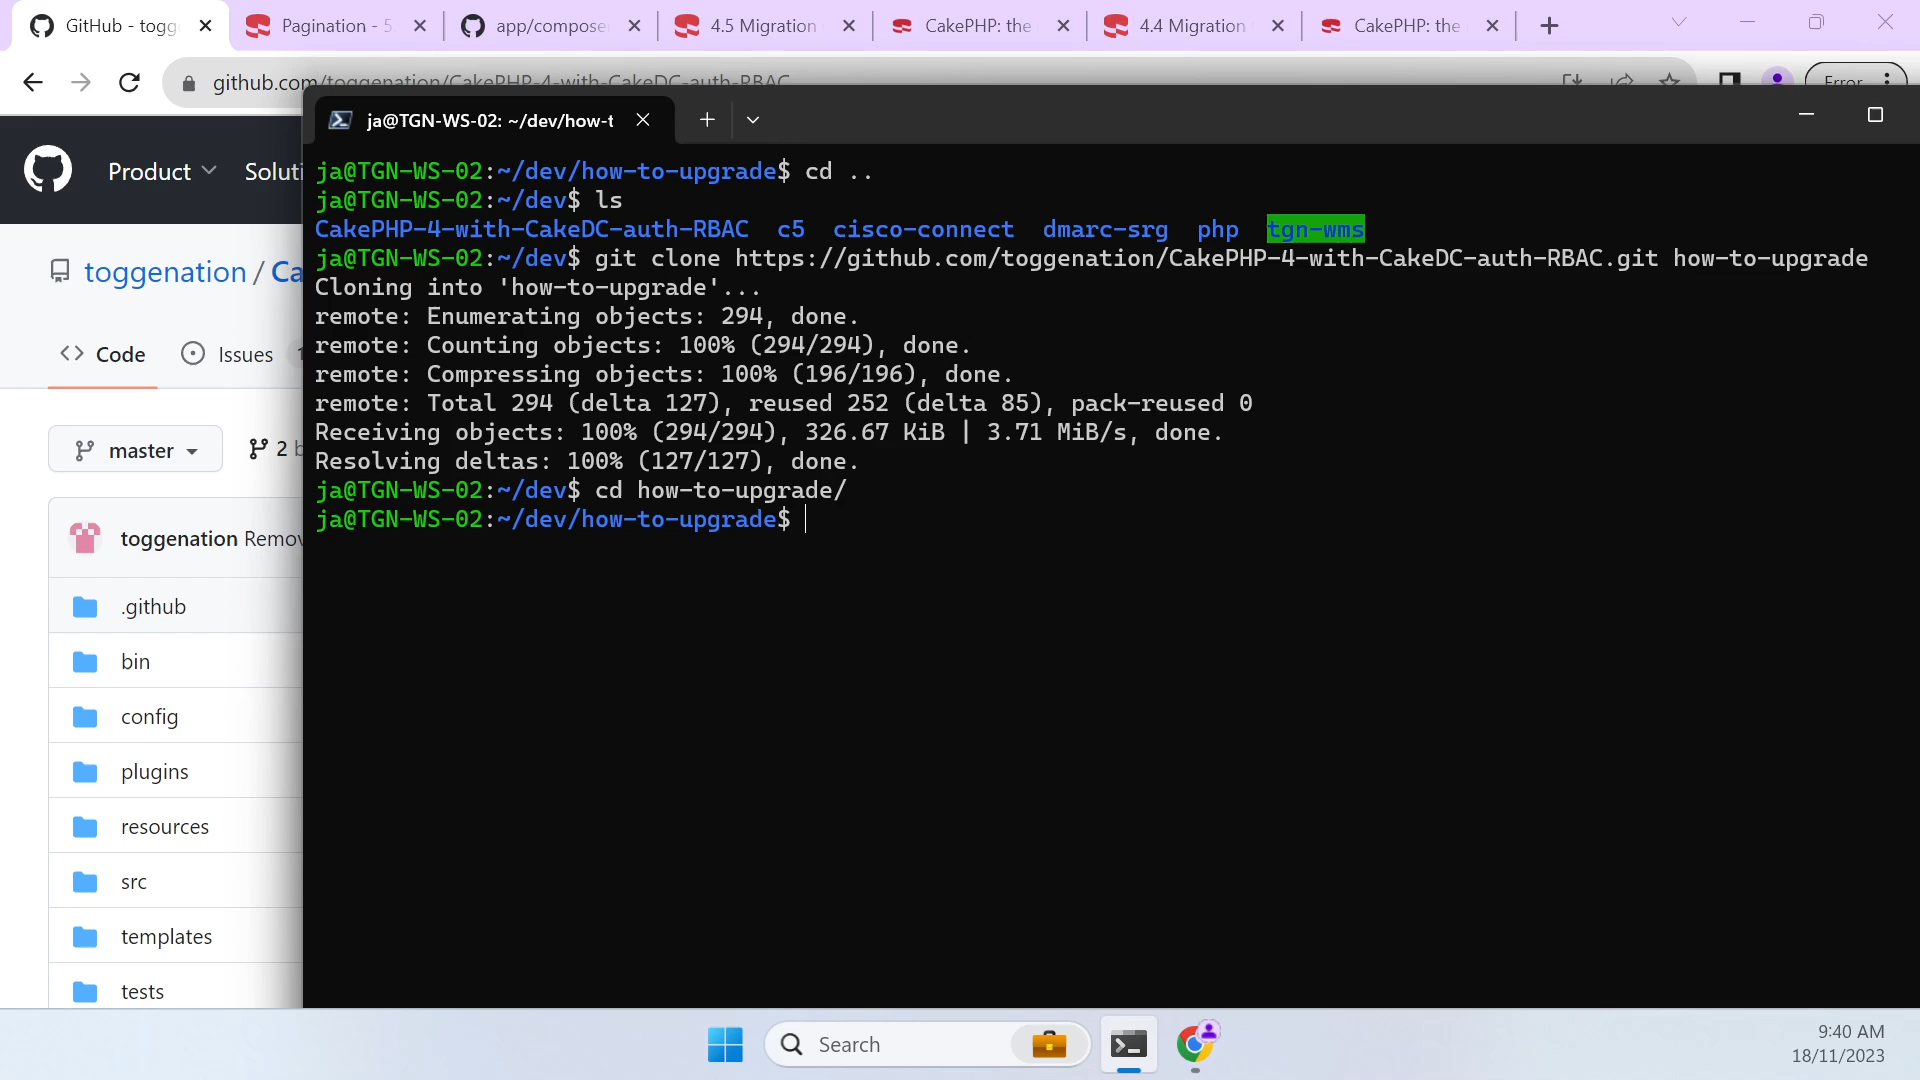 GitHub - togg
Pagination - 5
app/compose
4.5 Migration
CakePHP: the
4.4 Migration
CakePHP: the
github.com/toggenation/CakePHP-4-with-CakeDC-auth-RBAC
Error
ja@TGN-WS-02: ~/dev/how-t
Product
Soluti
toggenation / Ca
Code
Issues 1
master
2 b
toggenation Remov
.github
bin
config
plugins
resources
src
templates
tests
ja@TGN-WS-02:~/dev/how-to-upgrade$ cd ..
ja@TGN-WS-02:~/dev$ ls
CakePHP-4-with-CakeDC-auth-RBAC c5 cisco-connect dmarc-srg php tgn-wms
ja@TGN-WS-02:~/dev$ git clone https://github.com/toggenation/CakePHP-4-with-CakeDC-auth-RBAC.git how-to-upgrade
Cloning into 'how-to-upgrade'...
remote: Enumerating objects: 294, done.
remote: Counting objects: 100% (294/294), done.
remote: Compressing objects: 100% (196/196), done.
remote: Total 294 (delta 127), reused 252 (delta 85), pack-reused 0
Receiving objects: 100% (294/294), 326.67 KiB | 3.71 MiB/s, done.
Resolving deltas: 100% (127/127), done.
ja@TGN-WS-02:~/dev$ cd how-to-upgrade/
ja@TGN-WS-02:~/dev/how-to-upgrade$
Search
9:40 AM
18/11/2023